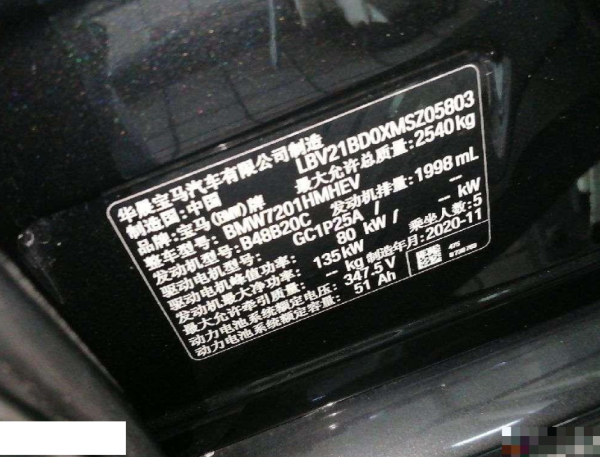 华晨宝马汽车有限公司制造
制造国:中国 LBV21BD0XMSZ05803
品牌:宝马(BMW)牌 最大允许总质量:2540kg
整车型号:BMW7201HMHEV
发动机型号:B48B20C 发动机排量:1998 mL
驱动电机型号:GC1P25A / --
驱动电机峰值功率: 80 kW / -- kW
发动机最大净功率: 135kW 乘坐人数:5
最大允许牵引质量: -- kg 制造年月:2020-11
动力电池系统额定电压: 347.5 V
动力电池系统额定容量: 51 Ah